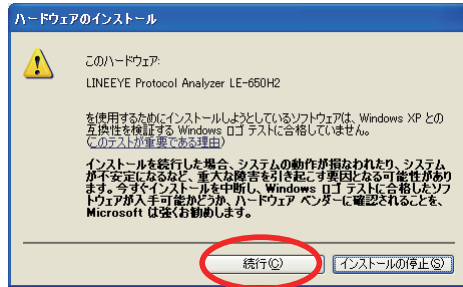 ハードウェアのインストール
このハードウェア:
LINEEYE Protocol Analyzer LE-650H2
を使用するためにインストールしようとしているソフトウェアは、Windows XP との
互換性を検証する Windows ロゴ テストに合格していません。
(このテストが重要である理由)
インストールを続行した場合、システムの動作が損なわれたり、システム
が不安定になるなど、重大な障害を引き起こす要因となる可能性があり
ます。今すぐインストールを中断し、Windows ロゴ テストに合格したソフ
トウェアが入手可能かどうか、ハードウェア ベンダーに確認されることを、
Microsoft は強くお勧めします。
続行(C)
インストールの停止(S)